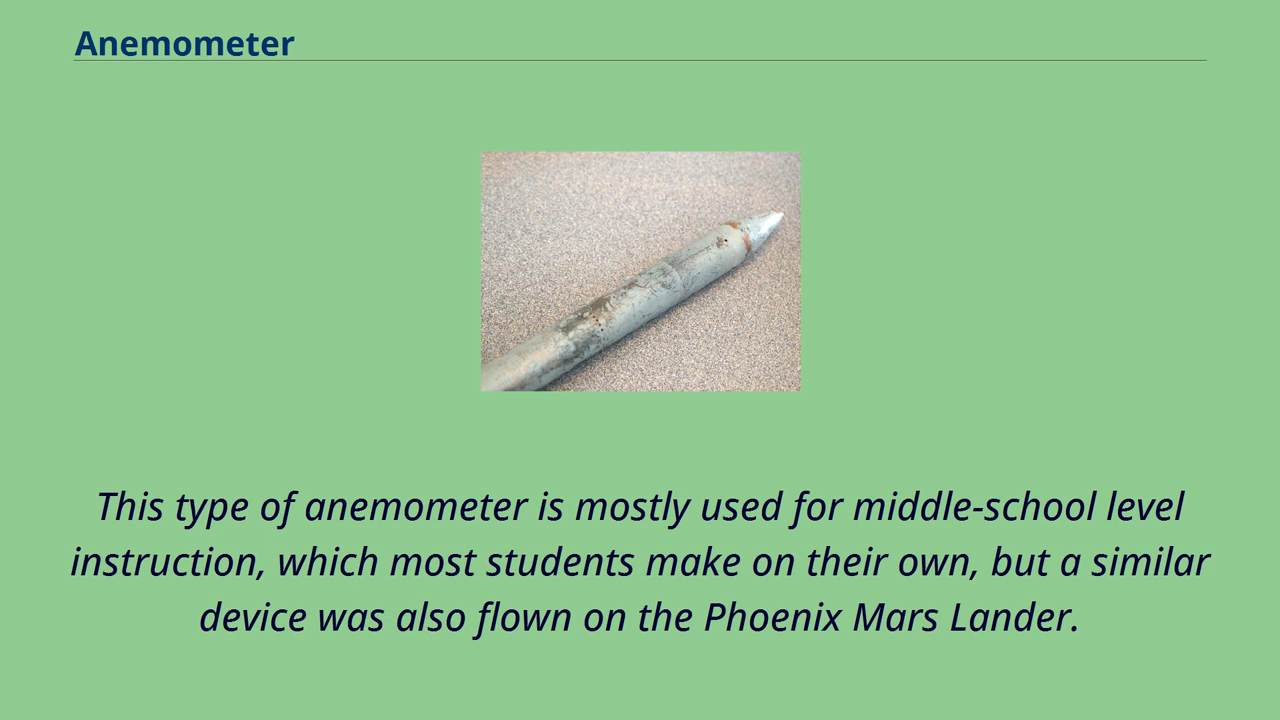 Anemometer
This type of anemometer is mostly used for middle-school level
instruction, which most students make on their own, but a similar
device was also flown on the Phoenix Mars Lander.